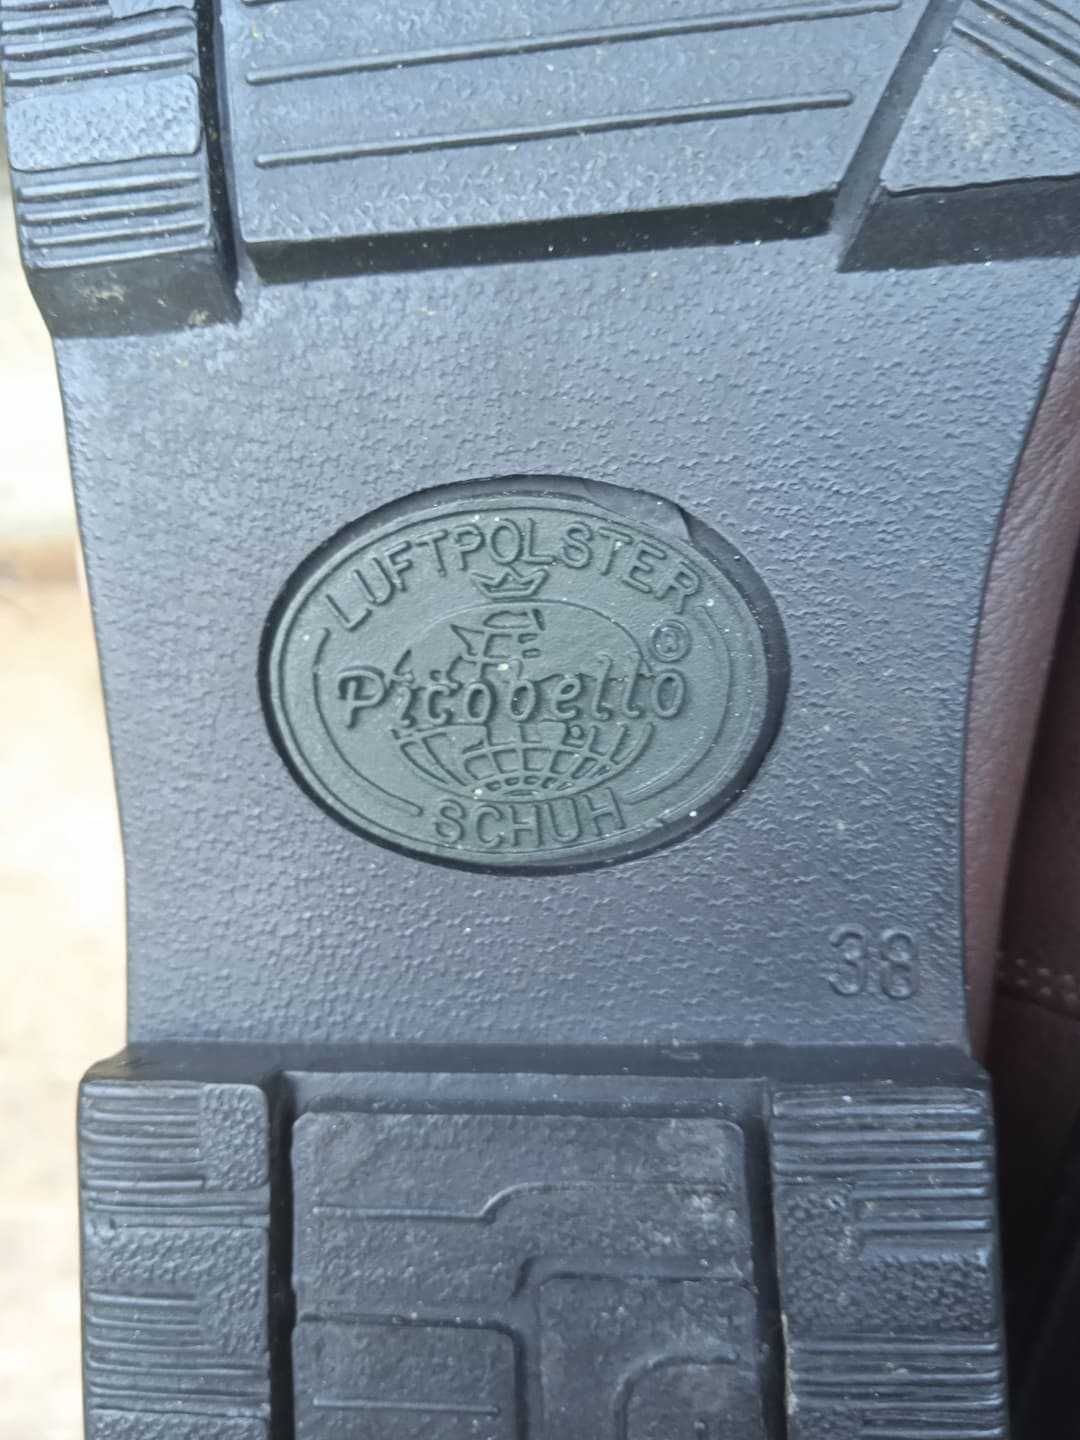 LUFTPOLSTER
Picobello®
SCHUH
38